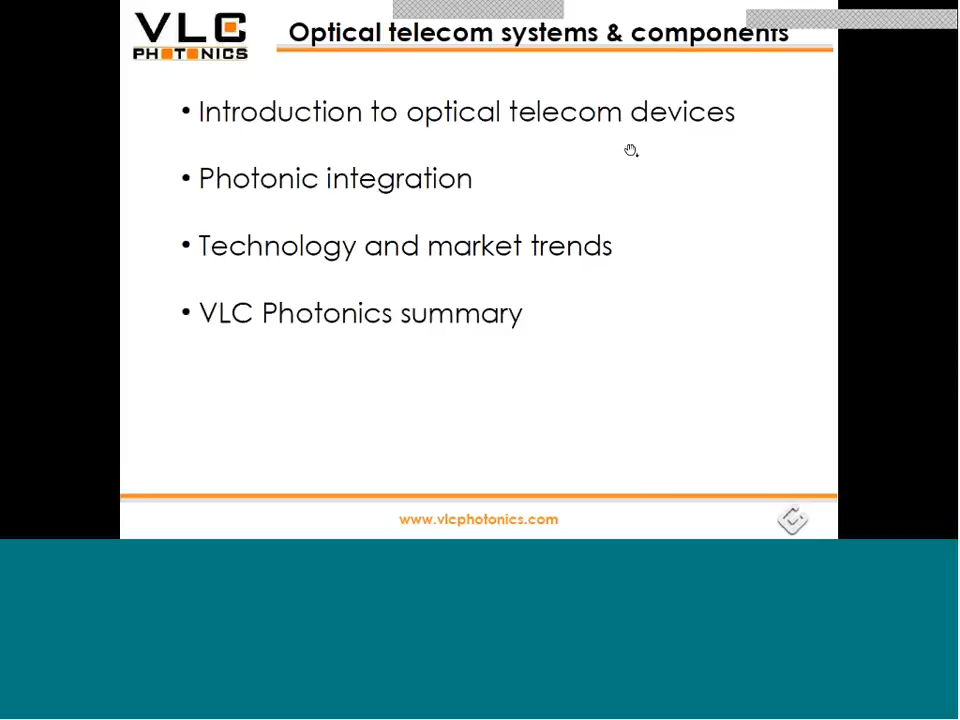 VLC
PHOTONICS
Optical telecom systems & components
• Introduction to optical telecom devices
• Photonic integration
• Technology and market trends
• VLC Photonics summary
www.vlcphotonics.com